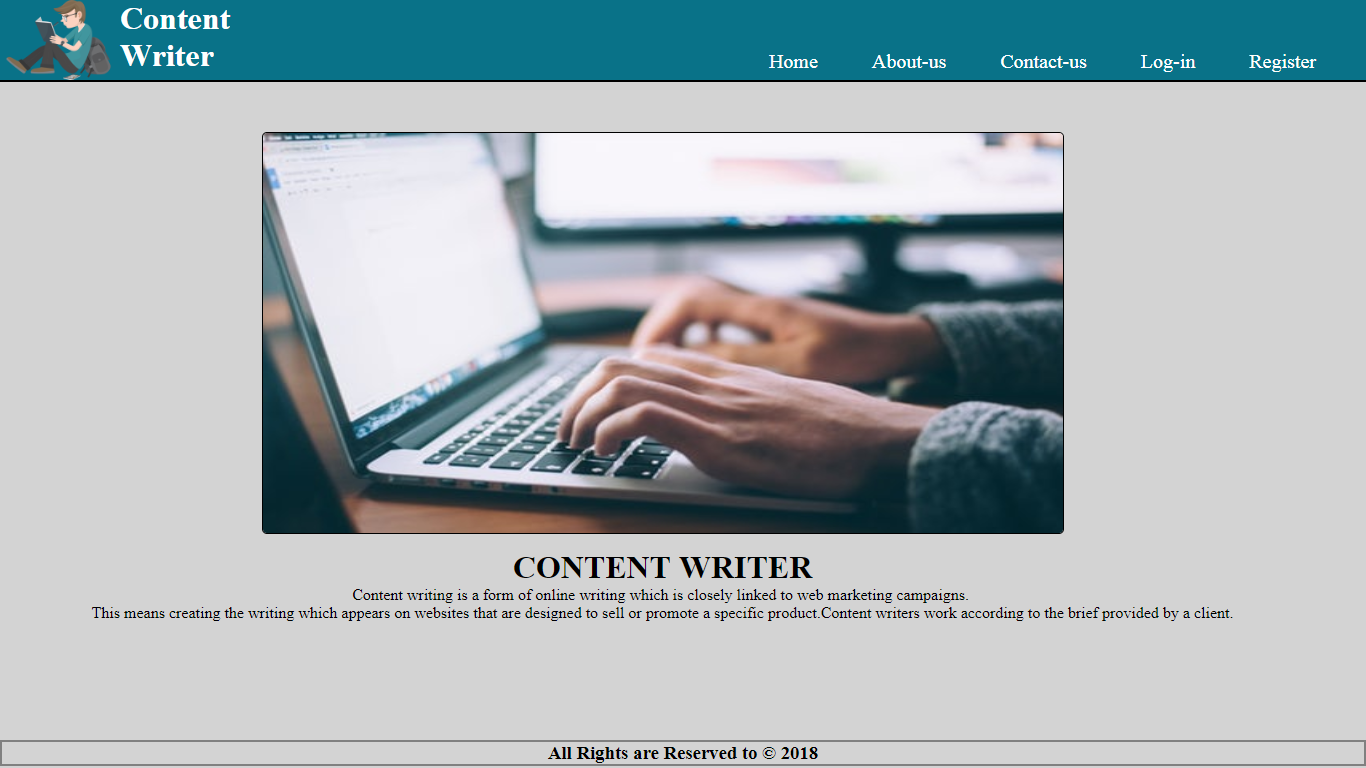 Content
Writer
Home About-us Contact-us Log-in Register
CONTENT WRITER
Content writing is a form of online writing which is closely linked to web marketing campaigns.
This means creating the writing which appears on websites that are designed to sell or promote a specific product.Content writers work according to the brief provided by a client.
All Rights are Reserved to © 2018